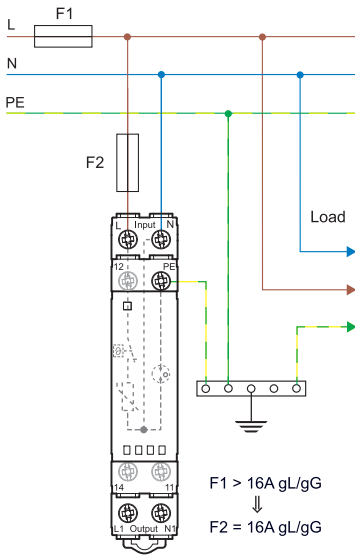 F1
L
N
PE
F2
Load
L Input N
12 PE
14 11
L1 Output N1
F1 > 16A gL/gG
⇓
F2 = 16A gL/gG